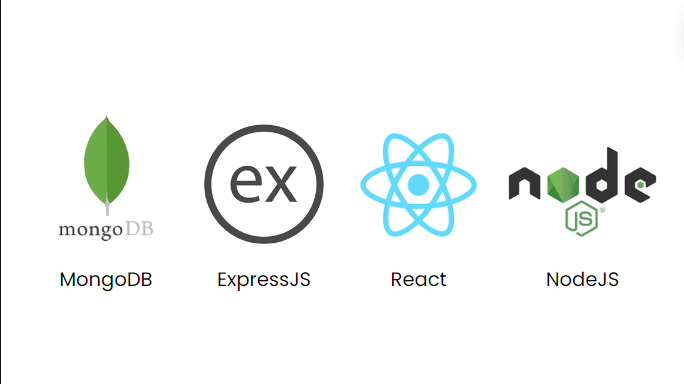 mongoDB
ex
node
JS
®
MongoDB
ExpressJS
React
NodeJS